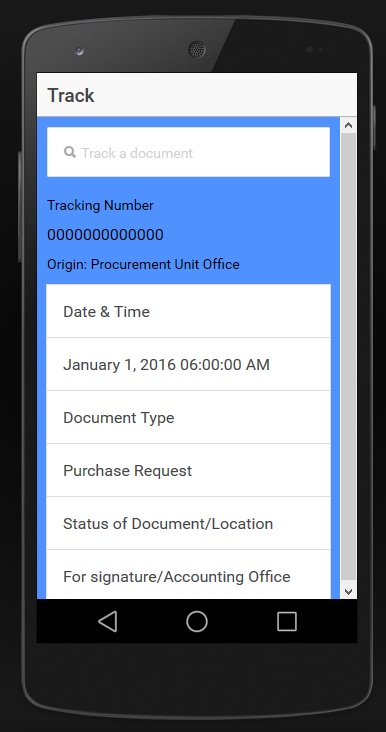 Track
Track a document
Tracking Number
0000000000000
Origin: Procurement Unit Office
Date & Time
January 1, 2016 06:00:00 AM
Document Type
Purchase Request
Status of Document/Location
For signature/Accounting Office